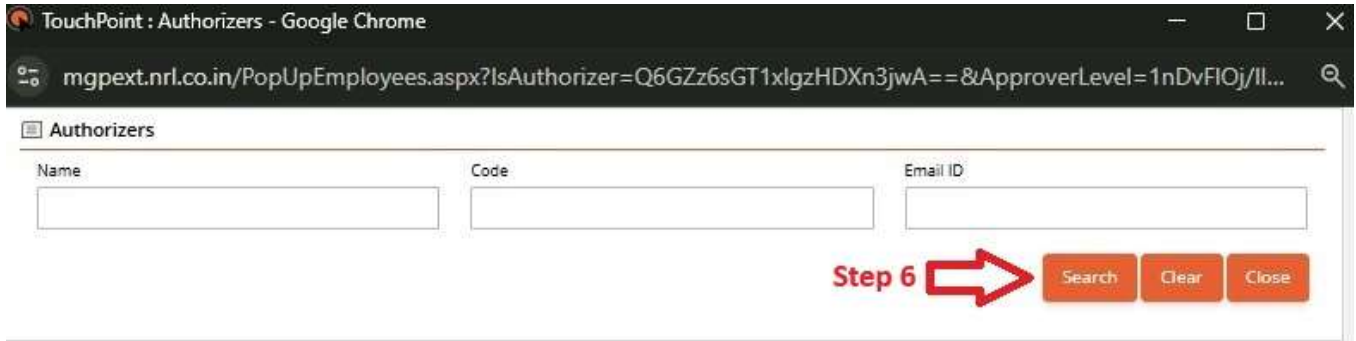 TouchPoint : Authorizers - Google Chrome
mgpext.nrl.co.in/PopUpEmployees.aspx?IsAuthorizer=Q6GZz6sGT1xlgzHDXn3jwA==&ApproverLevel=1nDvFIOj/II...
Authorizers
Name Code Email ID
Step 6 Search Clear Close